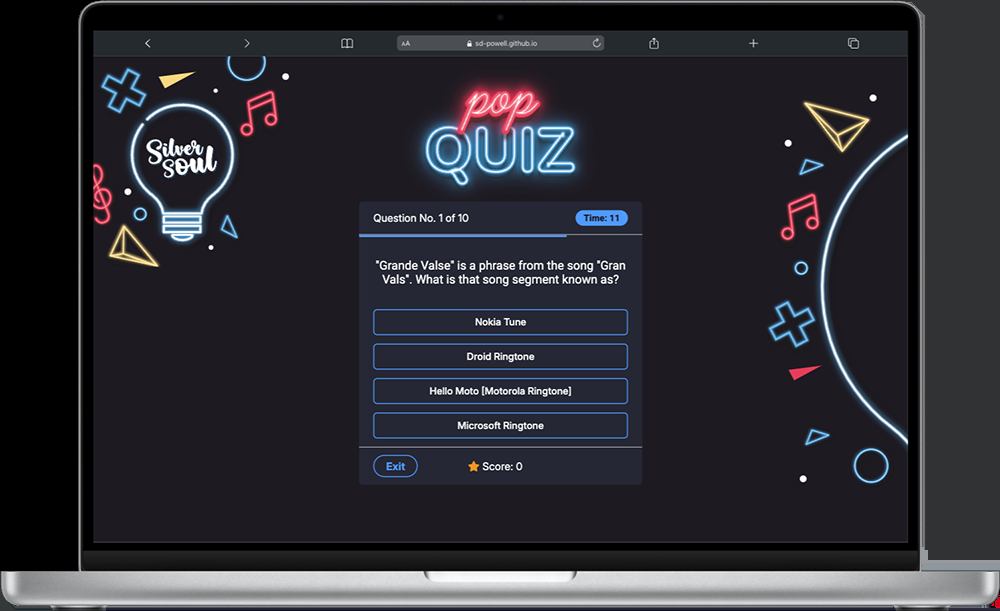 AA sd-powell.github.io
Silver
Soul
pop
QUIZ
Question No. 1 of 10 Time: 11
"Grande Valse" is a phrase from the song "Gran
Vals". What is that song segment known as?
Nokia Tune
Droid Ringtone
Hello Moto [Motorola Ringtone]
Microsoft Ringtone
Exit Score: 0